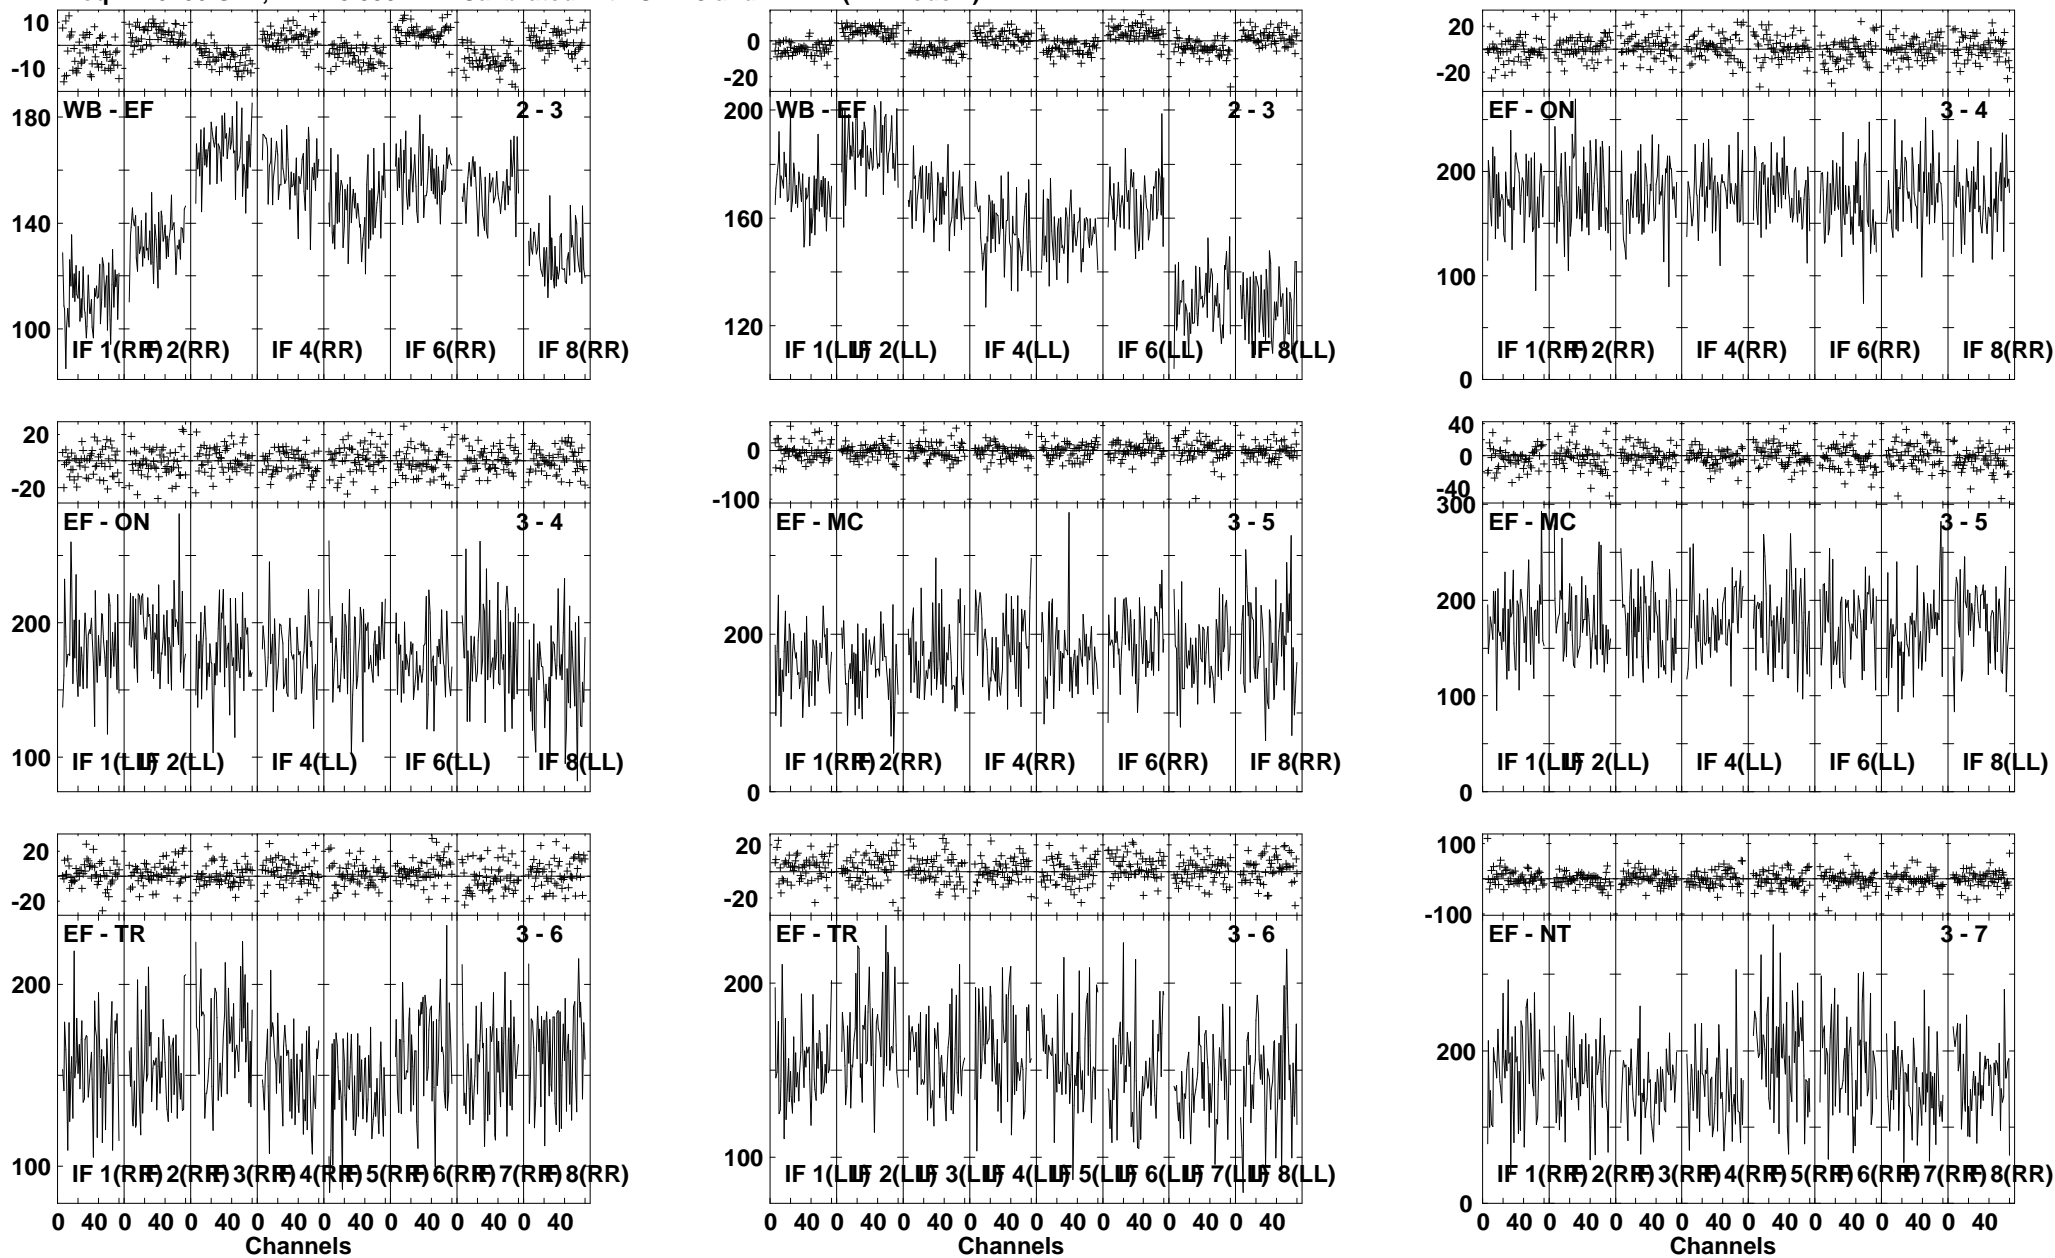 10
-10
WB - EF 2 - 3
180
140
100
IF 1(RR) IF 2(RR) IF 4(RR) IF 6(RR) IF 8(RR)
0
-20
WB - EF 2 - 3
200
160
120
IF 1(LL) IF 2(LL) IF 4(LL) IF 6(LL) IF 8(LL)
20
-20
EF - ON 3 - 4
200
100
0
IF 1(RR) IF 2(RR) IF 4(RR) IF 6(RR) IF 8(RR)
20
-20
EF - ON 3 - 4
200
100
IF 1(LL) IF 2(LL) IF 4(LL) IF 6(LL) IF 8(LL)
0
-100
EF - MC 3 - 5
200
0
IF 1(RR) IF 2(RR) IF 4(RR) IF 6(RR) IF 8(RR)
40
0
-40
300
EF - MC 3 - 5
200
100
0
IF 1(LL) IF 2(LL) IF 4(LL) IF 6(LL) IF 8(LL)
20
-20
EF - TR 3 - 6
200
100
IF 1(RR) IF 2(RR) IF 3(RR) IF 4(RR) IF 5(RR) IF 6(RR) IF 7(RR) IF 8(RR)
0 40 0 40 0 40 0 40 0 40 0 40 0 40 0 40
Channels
20
-20
EF - TR 3 - 6
200
100
IF 1(LL) IF 2(LL) IF 3(LL) IF 4(LL) IF 5(LL) IF 6(LL) IF 7(LL) IF 8(LL)
0 40 0 40 0 40 0 40 0 40 0 40 0 40 0 40
Channels
100
-100
EF - NT 3 - 7
200
0
IF 1(RR) IF 2(RR) IF 3(RR) IF 4(RR) IF 5(RR) IF 6(RR) IF 7(RR) IF 8(RR)
0 40 0 40 0 40 0 40 0 40 0 40 0 40 0 40
Channels